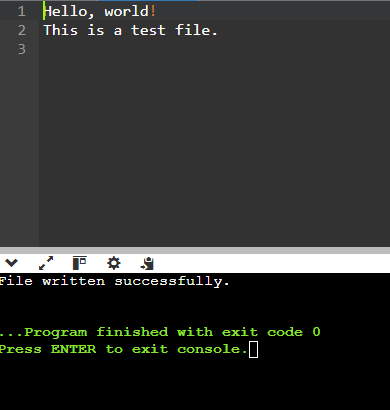 1 Hello, world!
2 This is a test file.
3
File written successfully.
...Program finished with exit code 0
Press ENTER to exit console.